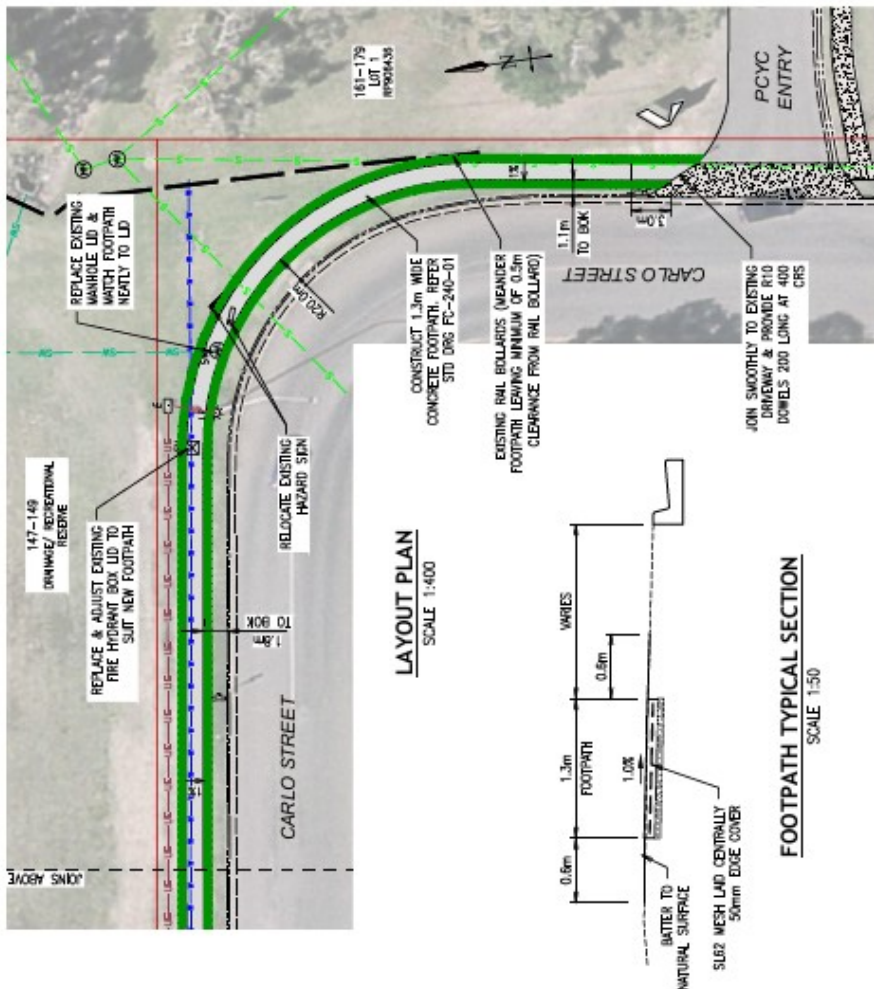 161-179
LOT 1
PCYC
ENTRY
REPLACE EXISTING
MANHOLE LID &
MATCH FOOTPATH
NEATLY TO LID
N
1%
3.0m
1.1m
TO BOK
CARLO STREET
R20.0m
CONSTRUCT 1.3m WIDE
CONCRETE FOOTPATH. REFER
STD DRG FC-240-01
EXISTING RAIL BOLLARDS (MEANDER
FOOTPATH LEAVING MINIMUM OF 0.5m
CLEARANCE FROM RAIL BOLLARD)
JOIN SMOOTHLY TO EXISTING
DRIVEWAY & PROVIDE R10
DOWELS 200 LONG AT 400
CRS
147-149
DRAINAGE/ RECREATIONAL
RESERVE
REPLACE & ADJUST EXISTING
FIRE HYDRANT BOX LID TO
SUIT NEW FOOTPATH
RELOCATE EXISTING
HAZARD SIGN
1.8m
TO BOK
1%
CARLO STREET
JOINS ABOVE
LAYOUT PLAN
SCALE 1:400
VARIES
0.6m
1.3m
FOOTPATH
0.6m
1.0%
BATTER TO
NATURAL SURFACE
SL62 MESH LAID CENTRALLY
50mm EDGE COVER
FOOTPATH TYPICAL SECTION
SCALE 1:50